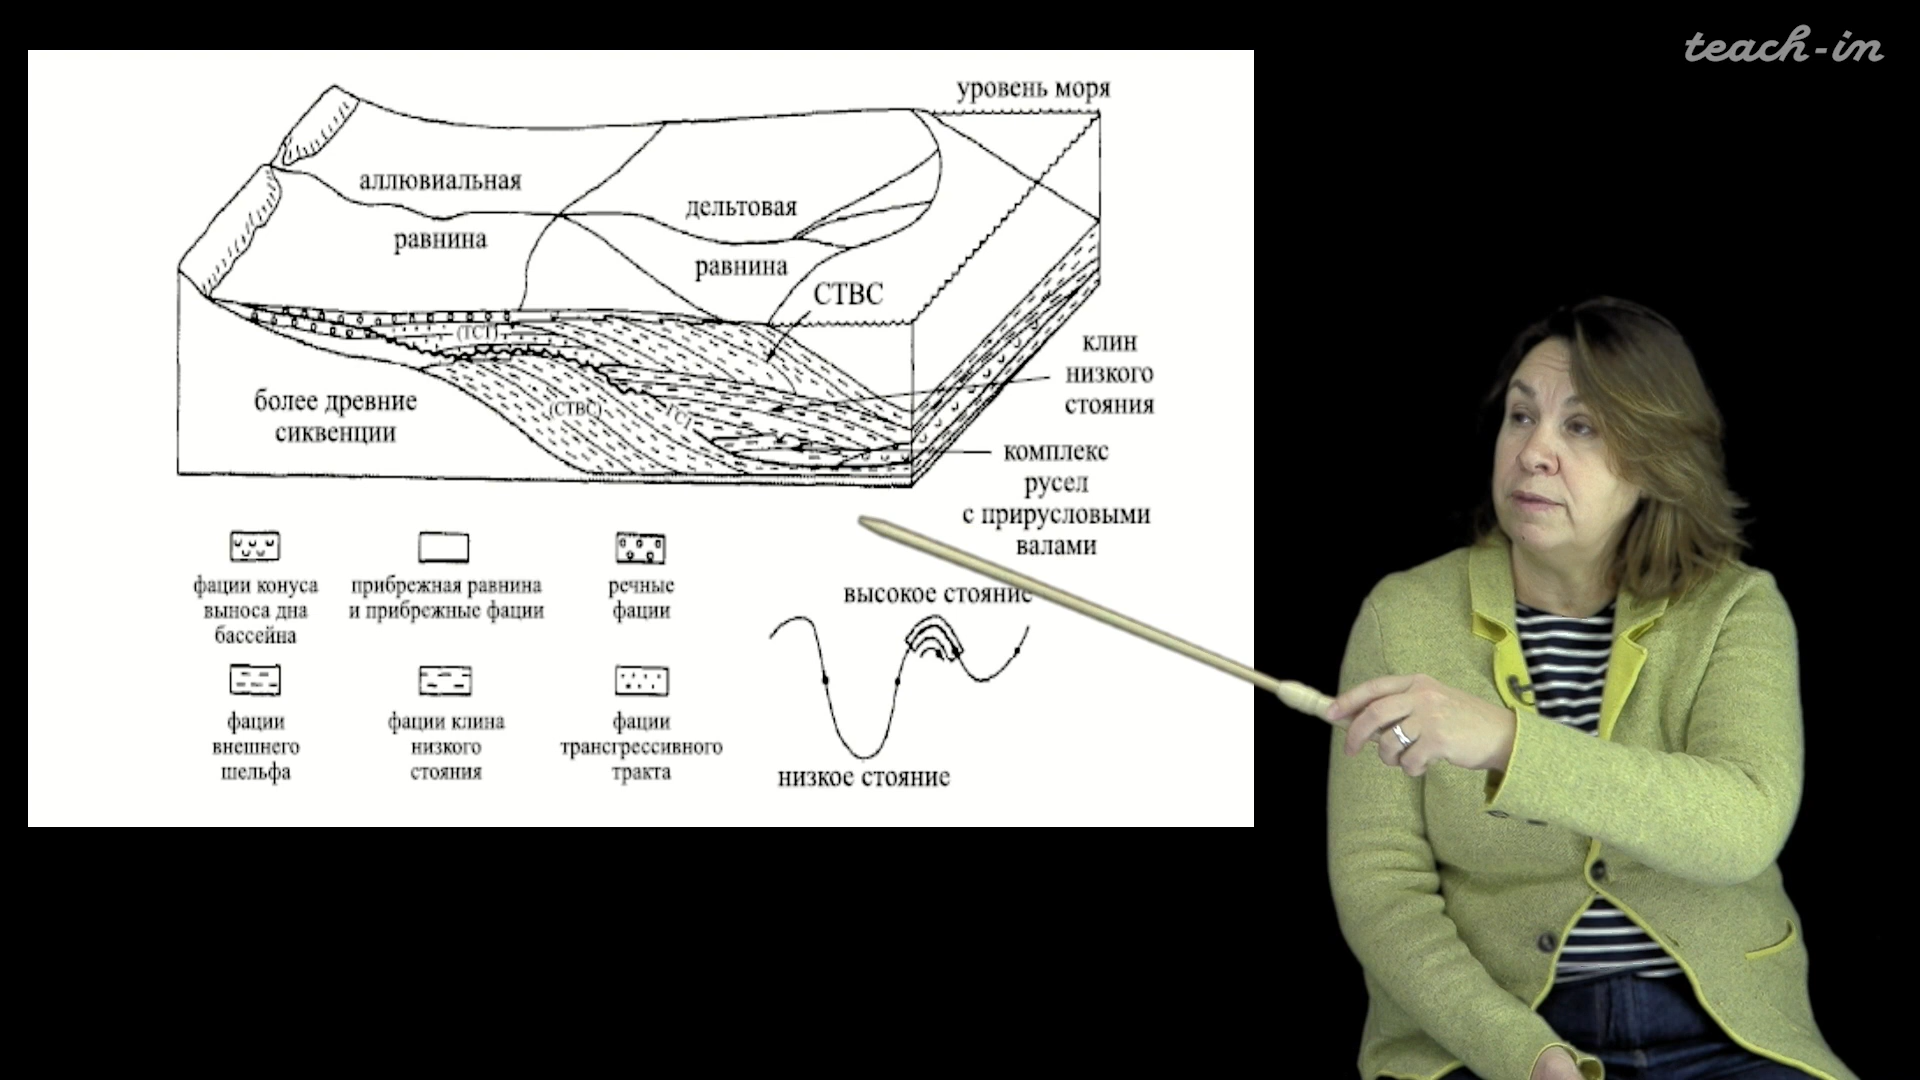 teach-in
уровень моря
аллювиальная
равнина
дельтовая
равнина
СТВС
(ТСТ)
клин
низкого
стояния
более древние
сиквенции
(СТВС)
ТСТ
комплекс
русел
с прирусловыми
валами
фации конуса
выноса дна
бассейна
прибрежная равнина
и прибрежные фации
речные
фации
высокое стояние
фации
внешнего
шельфа
фации клина
низкого
стояния
фации
трансгрессивного
тракта
низкое стояние